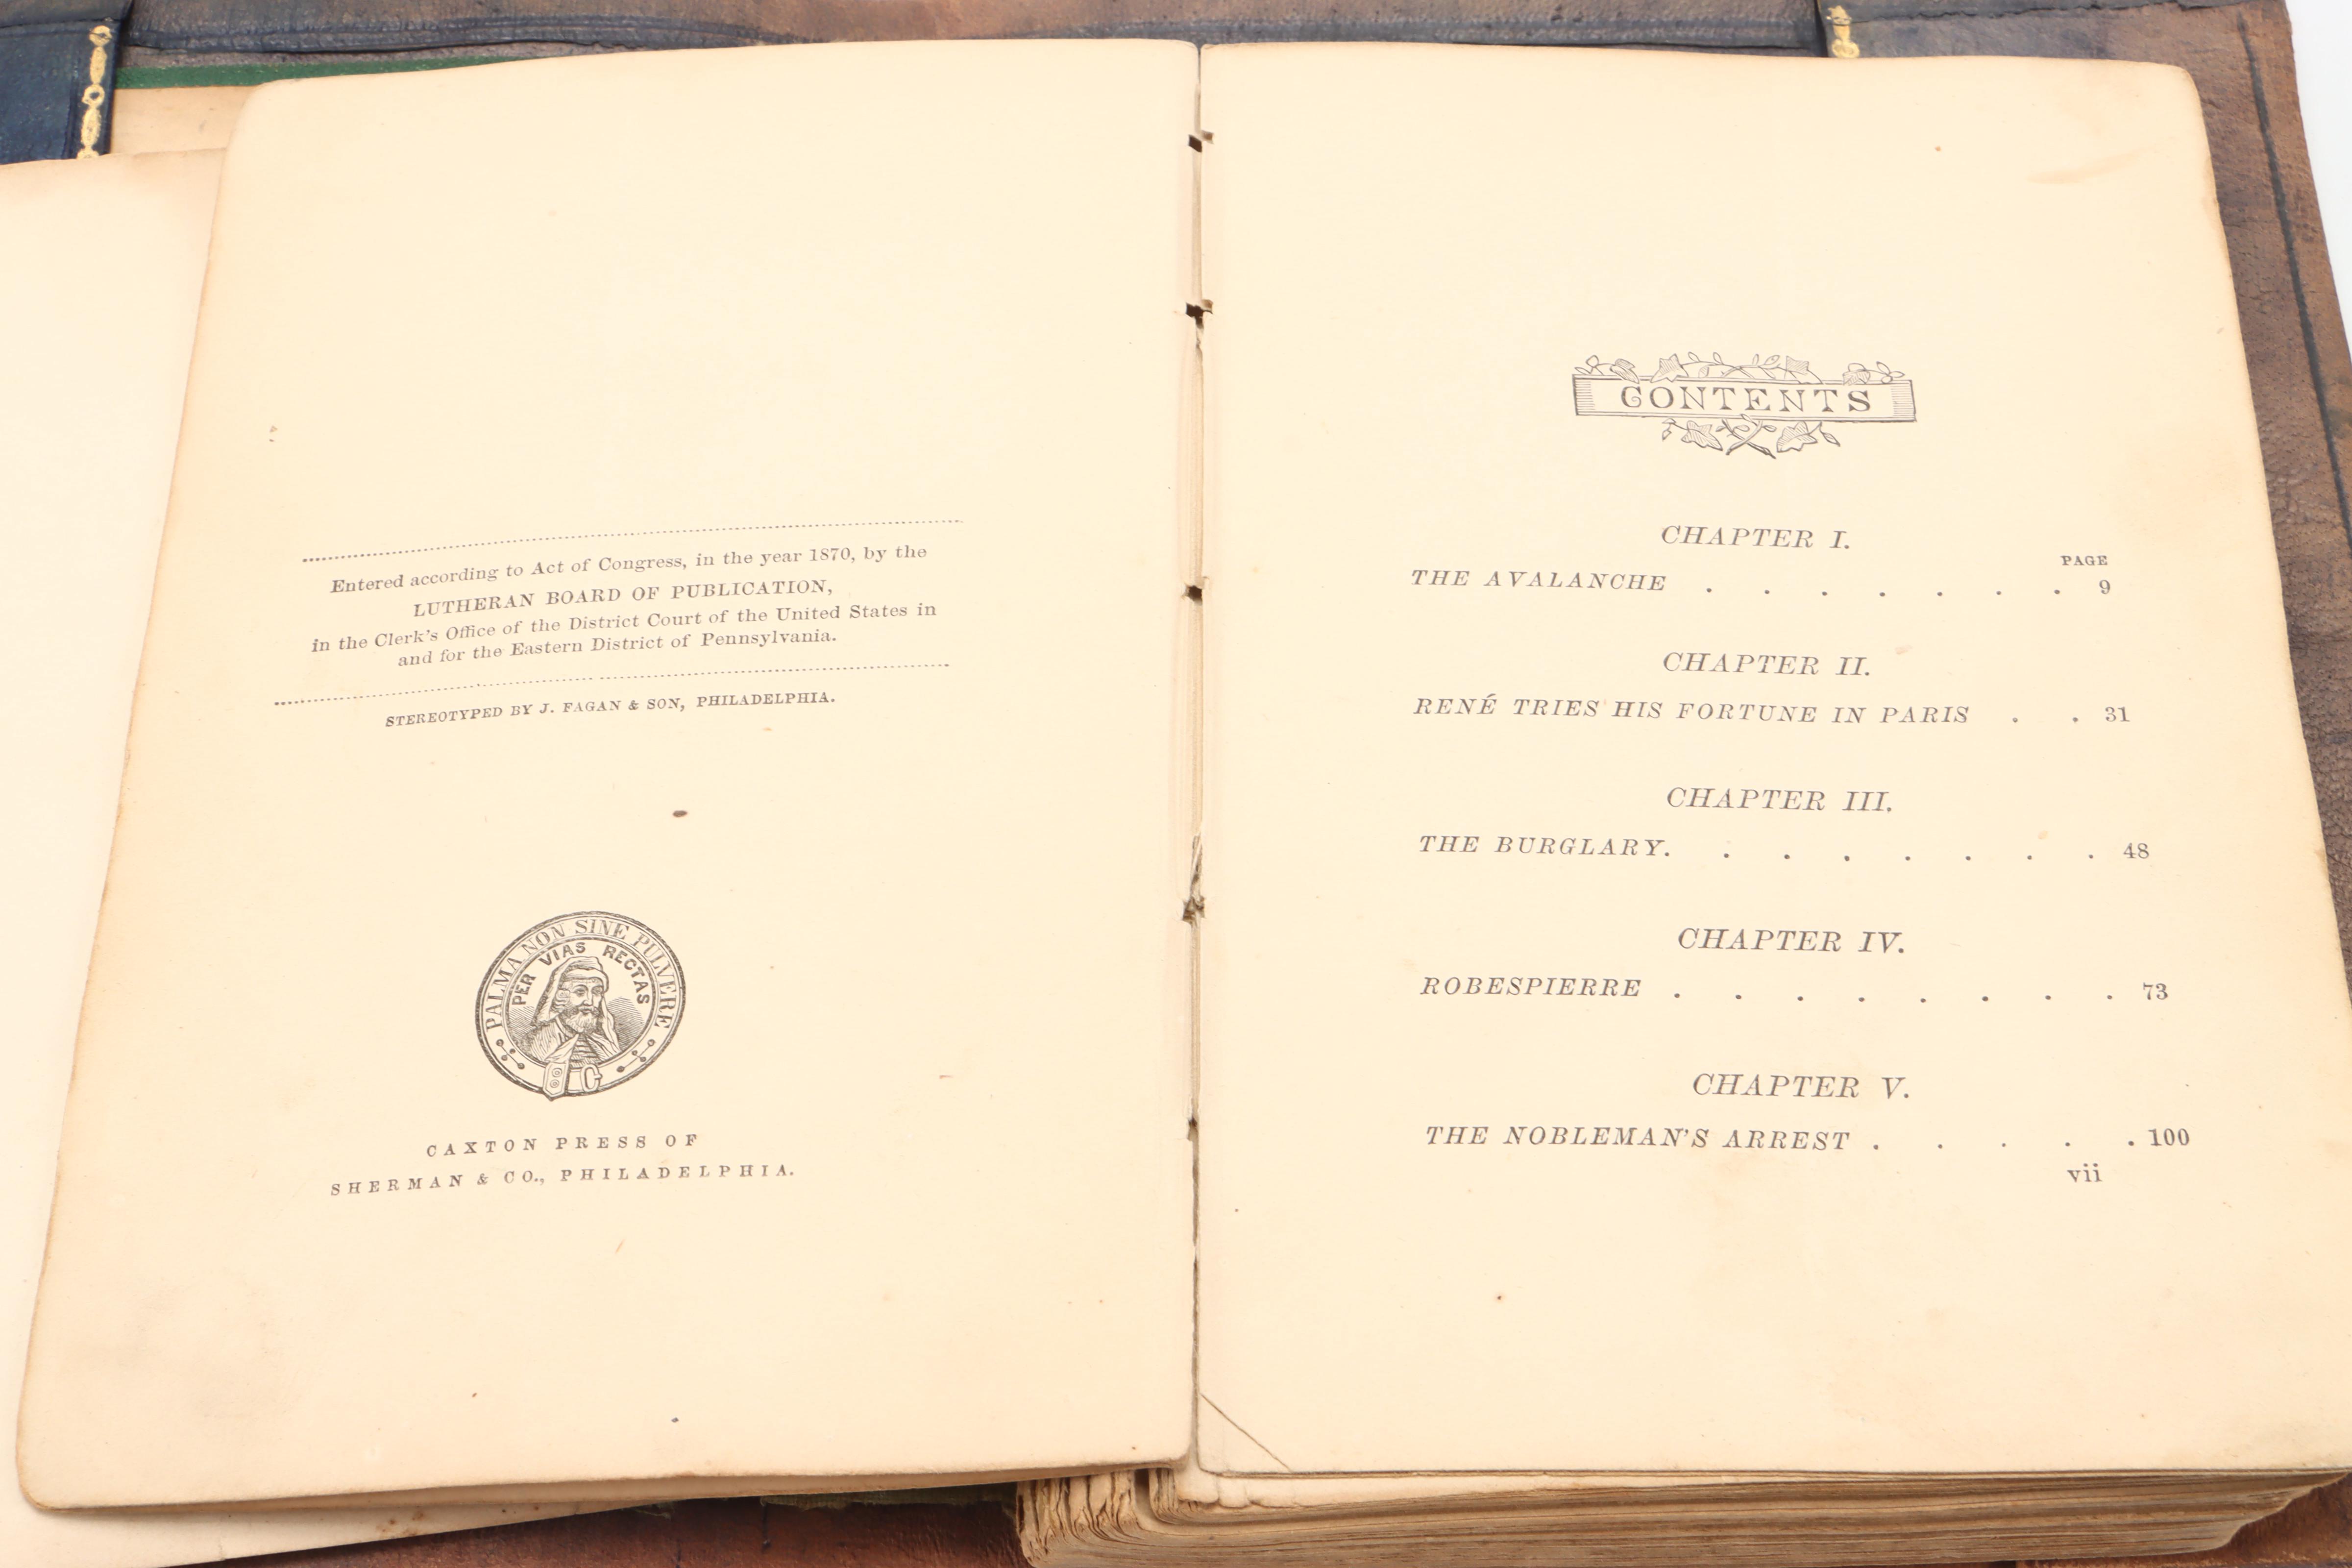 Entered according to Act of Congress, in the year 1870, by the
LUTHERAN BOARD OF PUBLICATION,
in the Clerk's Office of the District Court of the United States in
and for the Eastern District of Pennsylvania.
STEREOTYPED BY J. FAGAN & SON, PHILADELPHIA.
PALMA NON SINE PULVERE
PER VIAS RECTAS
CAXTON PRESS OF
SHERMAN & CO., PHILADELPHIA.
CONTENTS
CHAPTER I.
PAGE
THE AVALANCHE . . . . . . . 9
CHAPTER II.
RENÉ TRIES HIS FORTUNE IN PARIS . . 31
CHAPTER III.
THE BURGLARY. . . . . . . . 48
CHAPTER IV.
ROBESPIERRE . . . . . . . . 73
CHAPTER V.
THE NOBLEMAN'S ARREST . . . . . 100
vii